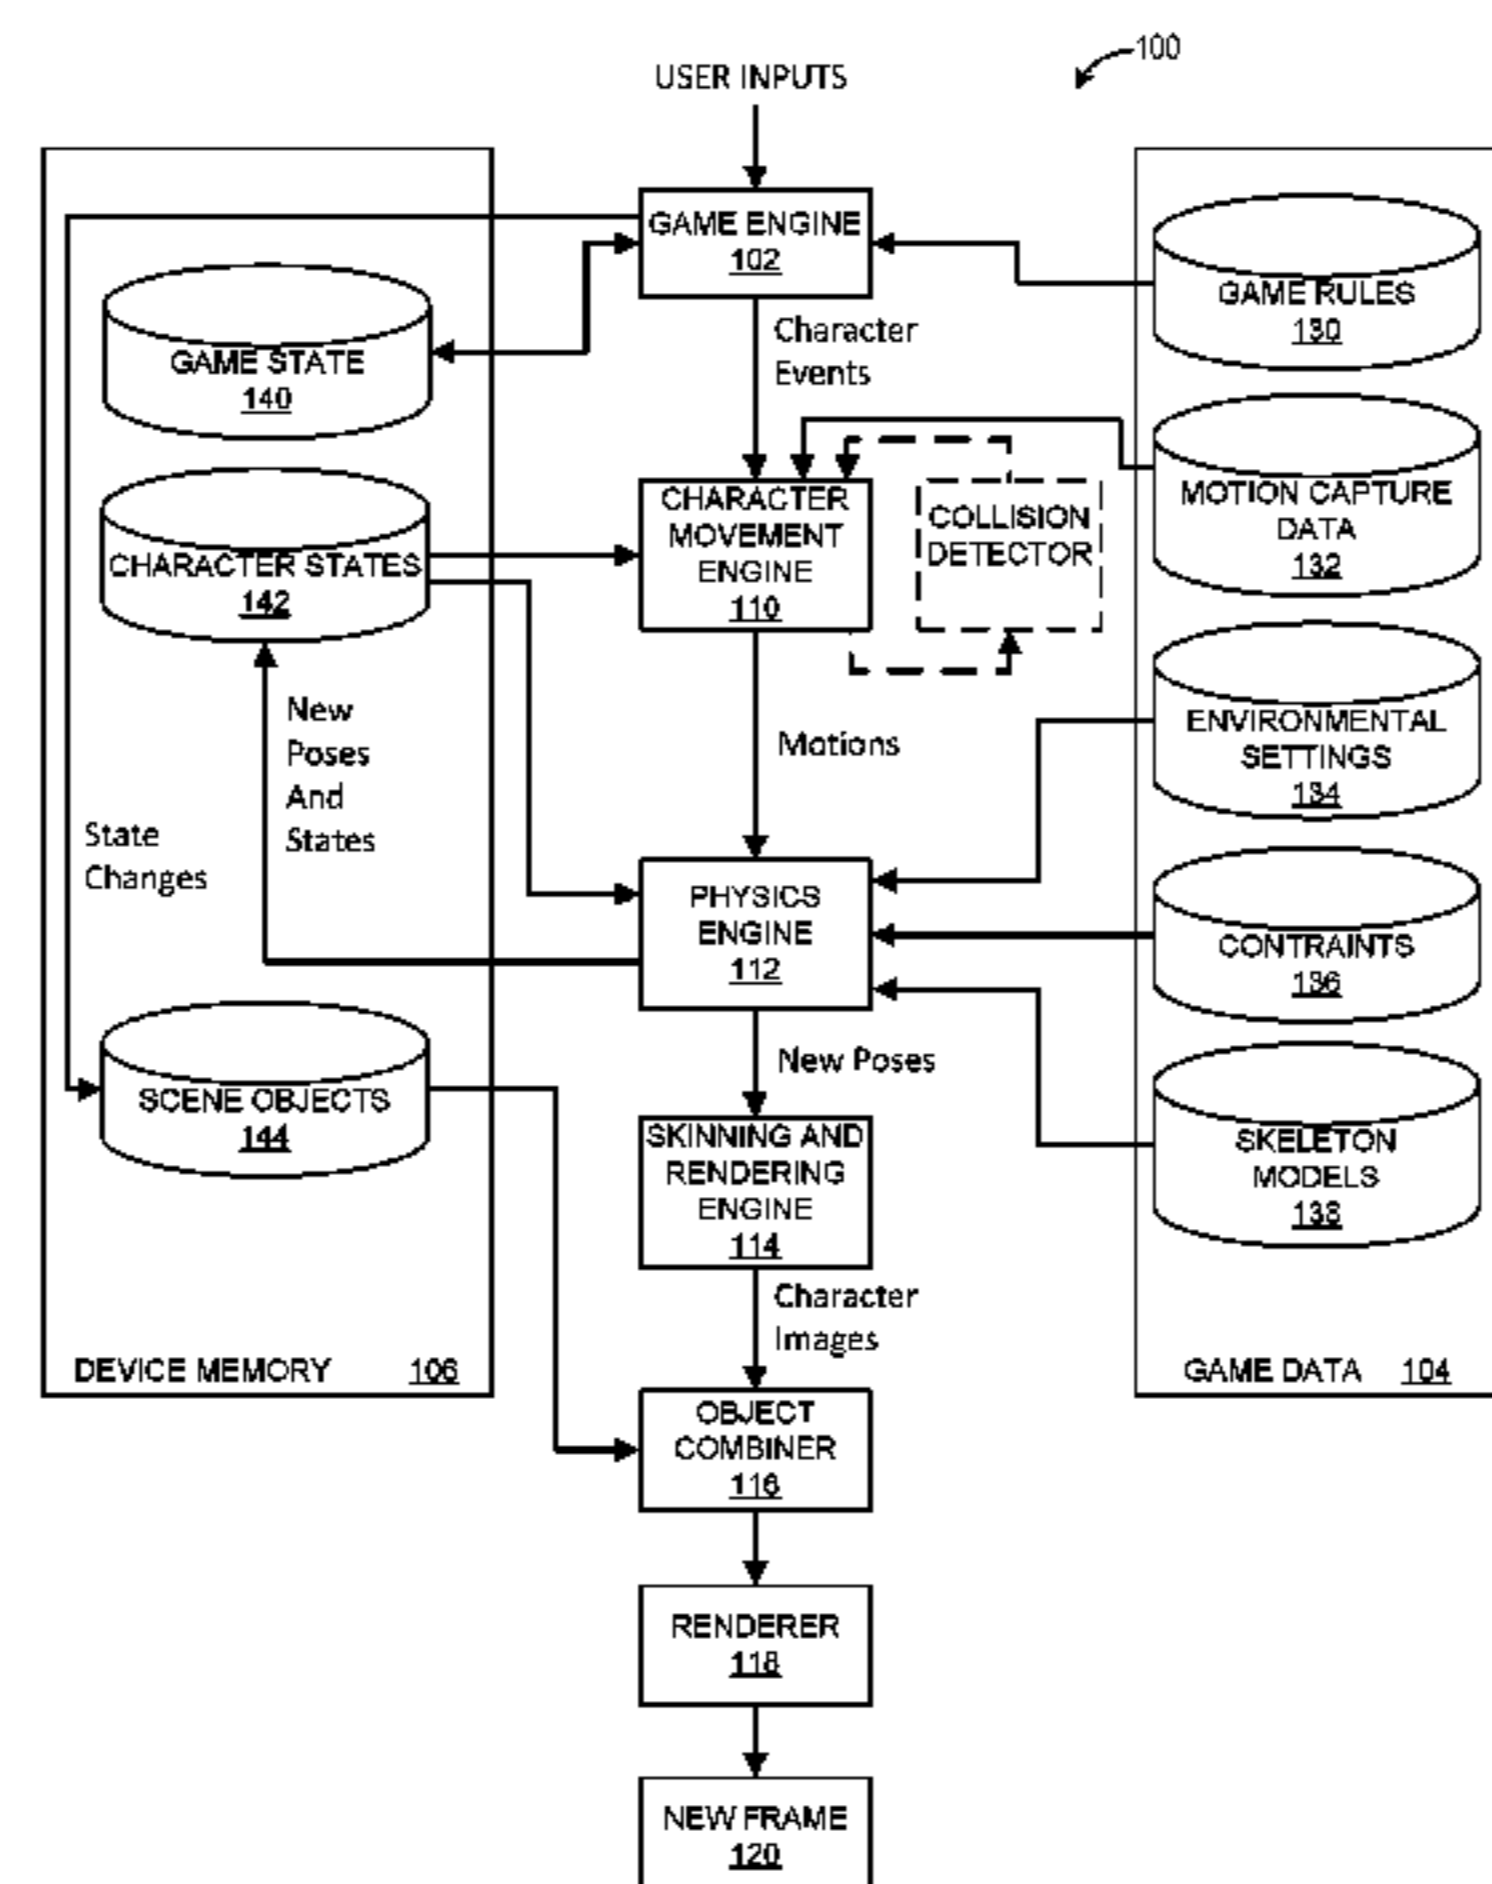 100
USER INPUTS
GAME ENGINE
102
Character
Events
GAME STATE
140
CHARACTER STATES
142
New
Poses
And
States
State
Changes
SCENE OBJECTS
144
DEVICE MEMORY 106
CHARACTER
MOVEMENT
ENGINE
110
COLLISION
DETECTOR
Motions
PHYSICS
ENGINE
112
New Poses
SKINNING AND
RENDERING
ENGINE
114
Character
Images
OBJECT
COMBINER
116
RENDERER
118
NEW FRAME
120
GAME RULES
130
MOTION CAPTURE
DATA
132
ENVIRONMENTAL
SETTINGS
134
CONTRAINTS
136
SKELETON
MODELS
138
GAME DATA 104